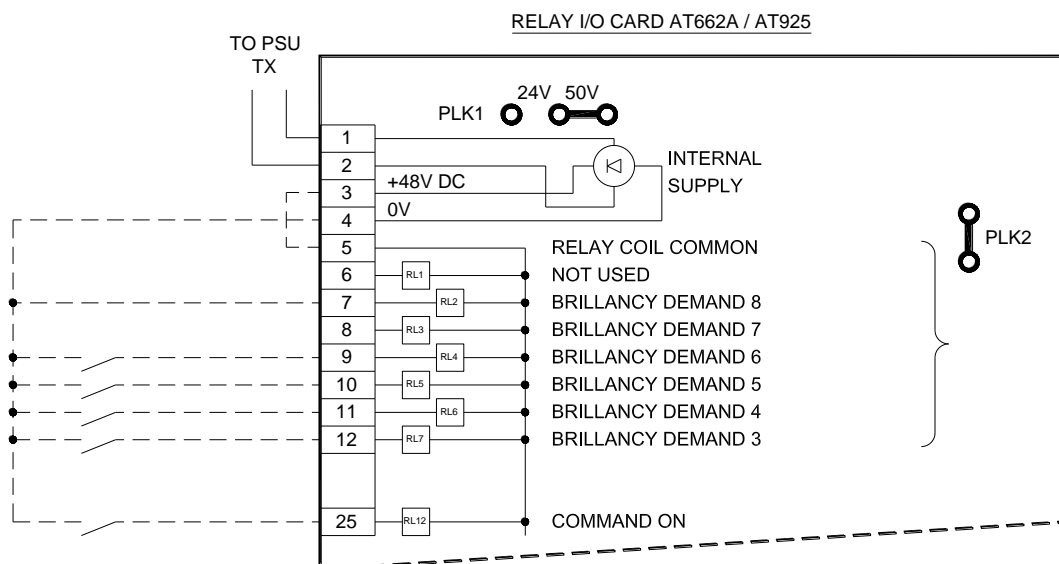 RELAY I/O CARD AT662A / AT925
TO PSU
TX
24V 50V
PLK1
1
2
INTERNAL
SUPPLY
3 +48V DC
4 0V
PLK2
5 RELAY COIL COMMON
6 RL1 NOT USED
7 RL2 BRILLANCY DEMAND 8
8 RL3 BRILLANCY DEMAND 7
9 RL4 BRILLANCY DEMAND 6
10 RL5 BRILLANCY DEMAND 5
11 RL6 BRILLANCY DEMAND 4
12 RL7 BRILLANCY DEMAND 3
25 RL12 COMMAND ON